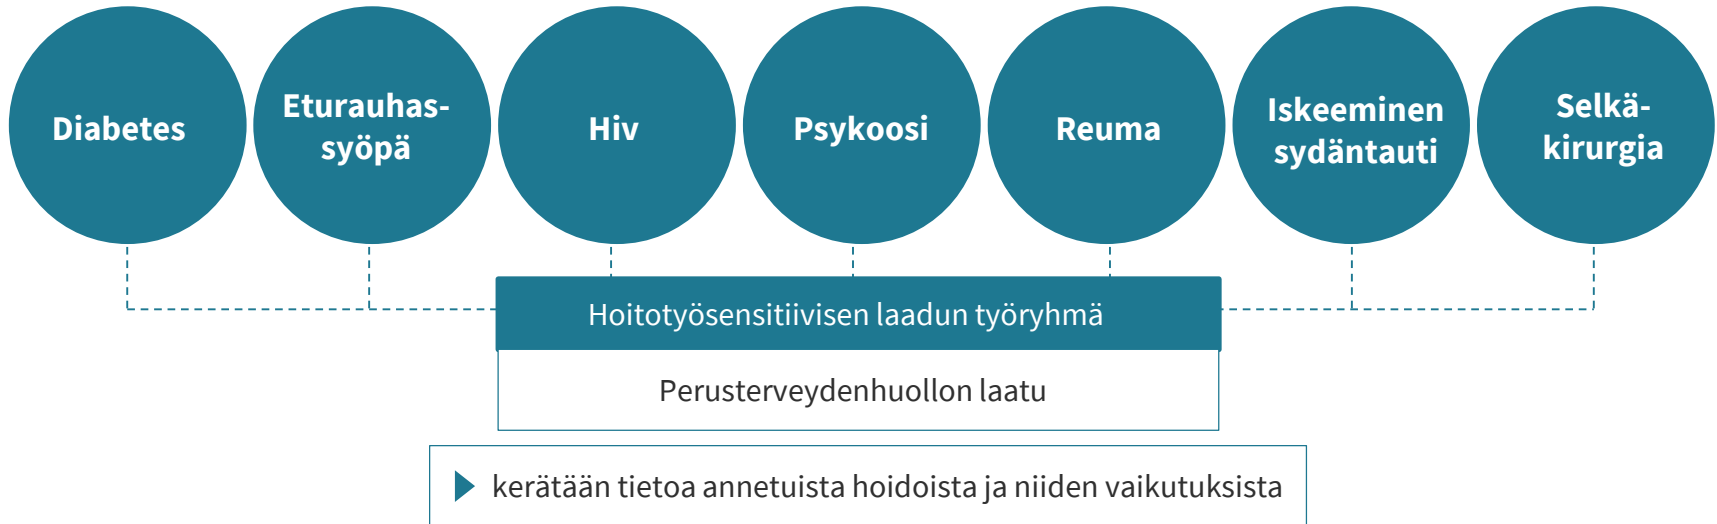 Diabetes
Eturauhas-
syöpä
Hiv
Psykoosi
Reuma
Iskeeminen
sydäntauti
Selkä-
kirurgia
Hoitotyösensitiivisen laadun työryhmä
Perusterveydenhuollon laatu
kerätään tietoa annetuista hoidoista ja niiden vaikutuksista